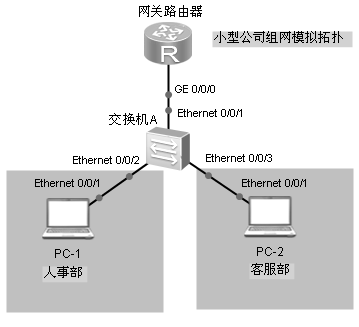 网关路由器
小型公司组网模拟拓扑
R
GE 0/0/0
Ethernet 0/0/1
交换机A
Ethernet 0/0/2
Ethernet 0/0/3
Ethernet 0/0/1
Ethernet 0/0/1
PC-1
人事部
PC-2
客服部